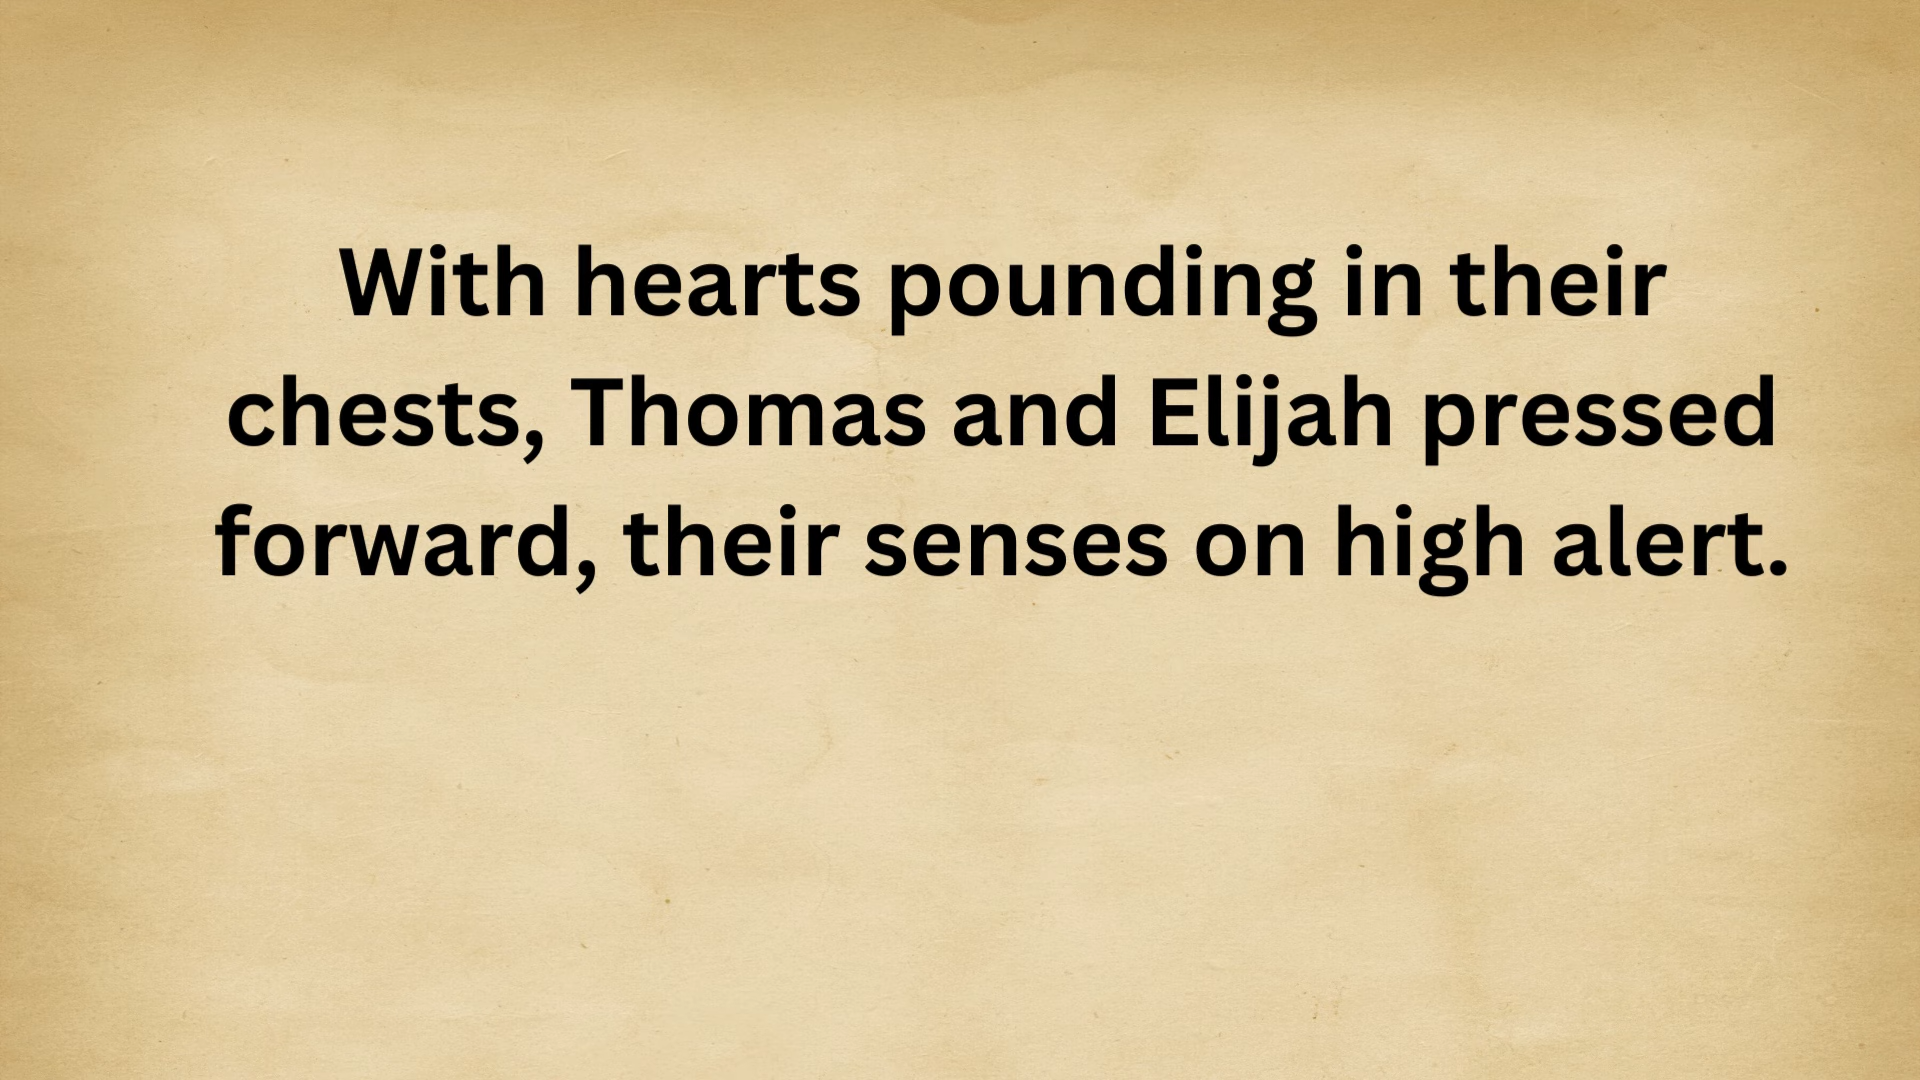 With hearts pounding in their
chests, Thomas and Elijah pressed
forward, their senses on high alert.